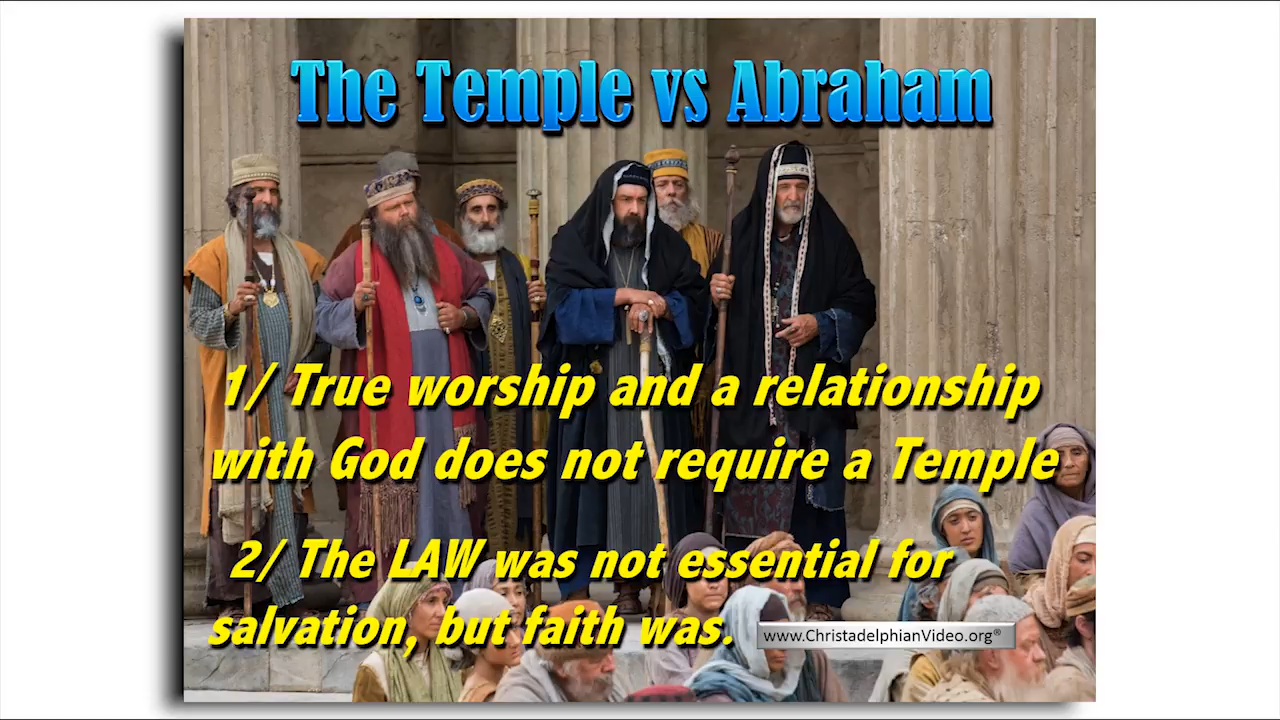 The Temple vs Abraham
1/ True worship and a relationship
with God does not require a Temple
2/ The LAW was not essential for
salvation, but faith was.
www.ChristadelphianVideo.org®